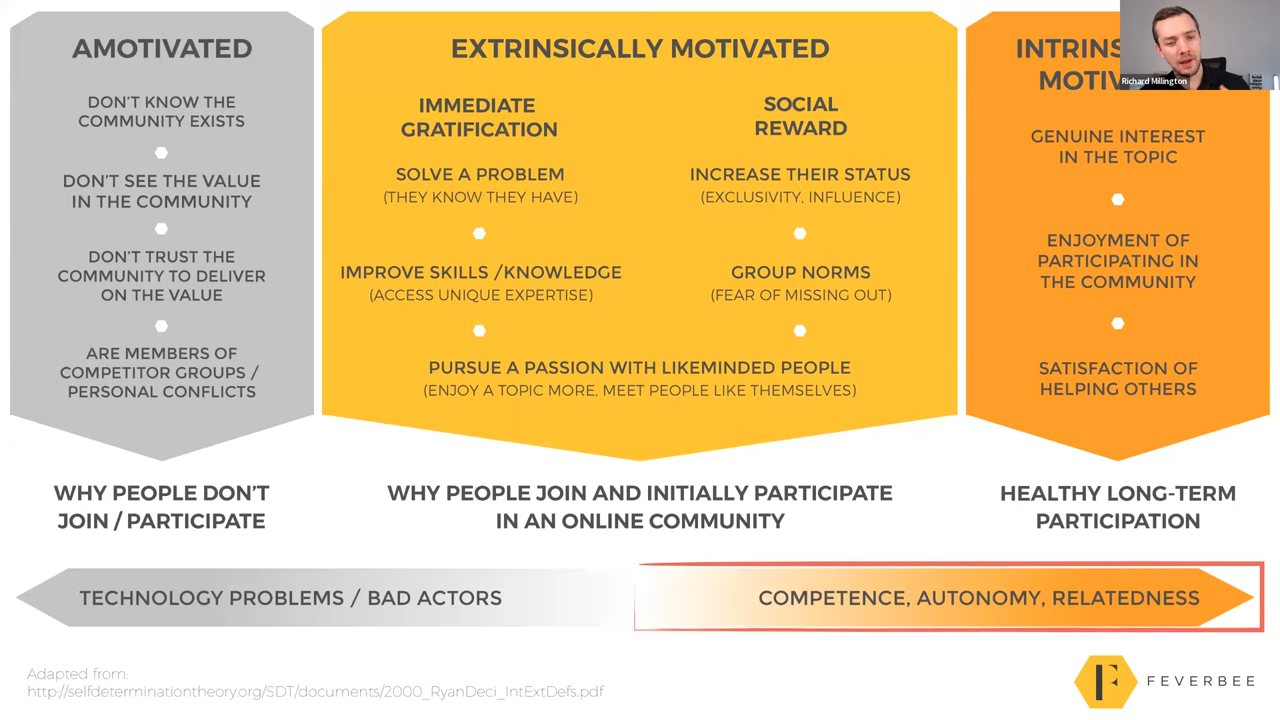 AMOTIVATED
DON'T KNOW THE
COMMUNITY EXISTS
DON'T SEE THE VALUE
IN THE COMMUNITY
DON'T TRUST THE
COMMUNITY TO DELIVER
ON THE VALUE
ARE MEMBERS OF
COMPETITOR GROUPS /
PERSONAL CONFLICTS
WHY PEOPLE DON'T
JOIN / PARTICIPATE
EXTRINSICALLY MOTIVATED
IMMEDIATE
GRATIFICATION
SOLVE A PROBLEM
(THEY KNOW THEY HAVE)
IMPROVE SKILLS /KNOWLEDGE
(ACCESS UNIQUE EXPERTISE)
SOCIAL
REWARD
INCREASE THEIR STATUS
(EXCLUSIVITY, INFLUENCE)
GROUP NORMS
(FEAR OF MISSING OUT)
PURSUE A PASSION WITH LIKEMINDED PEOPLE
(ENJOY A TOPIC MORE, MEET PEOPLE LIKE THEMSELVES)
WHY PEOPLE JOIN AND INITIALLY PARTICIPATE
IN AN ONLINE COMMUNITY
INTRINS
MOTIV
Richard Millington
GENUINE INTEREST
IN THE TOPIC
ENJOYMENT OF
PARTICIPATING IN
THE COMMUNITY
SATISFACTION OF
HELPING OTHERS
HEALTHY LONG-TERM
PARTICIPATION
TECHNOLOGY PROBLEMS / BAD ACTORS
COMPETENCE, AUTONOMY, RELATEDNESS
Adapted from:
http://selfdeterminationtheory.org/SDT/documents/2000_RyanDeci_IntExtDefs.pdf
F FEVERBEE